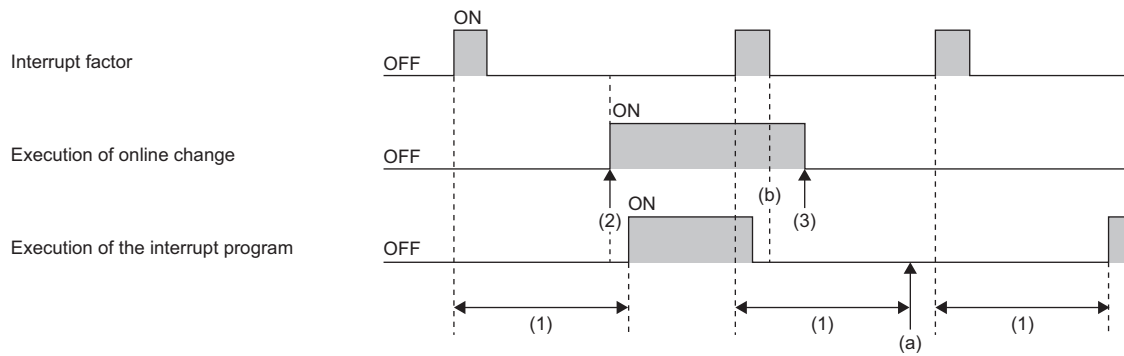 ON
Interrupt factor
OFF
ON
Execution of online change
OFF
(b)
(2)
(3)
ON
Execution of the interrupt program
OFF
(1)
(1)
(1)
(a)